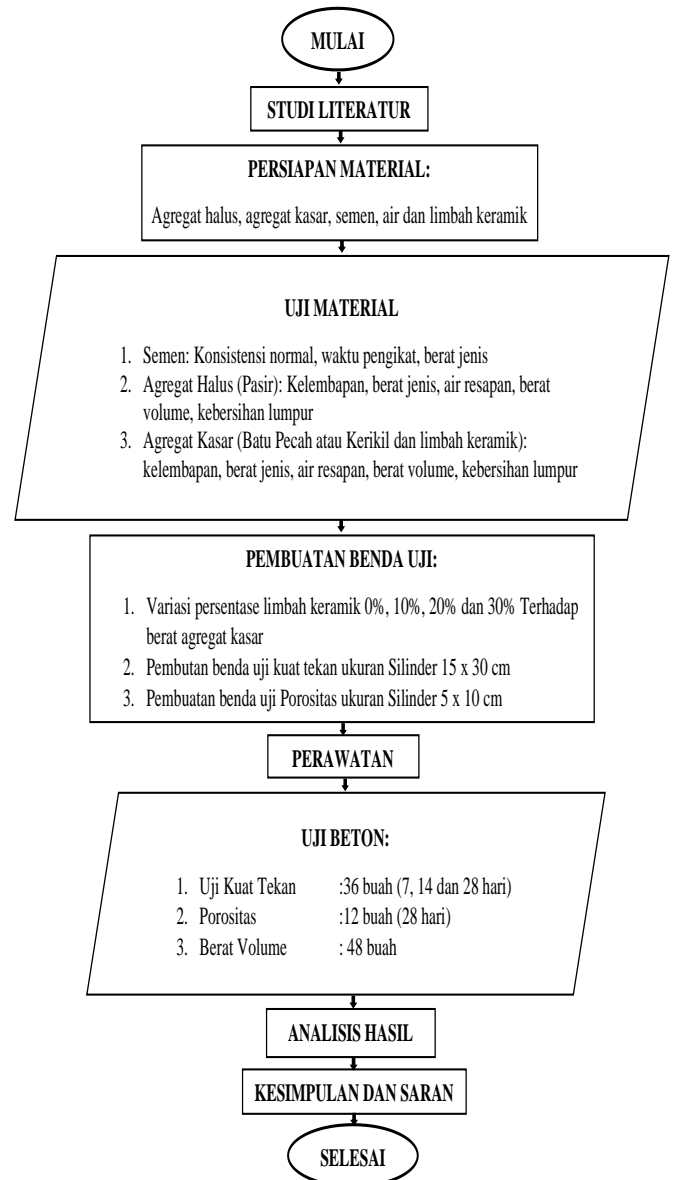 MULAI
STUDI LITERATUR
PERSIAPAN MATERIAL:
Agregat halus, agregat kasar, semen, air dan limbah keramik
UJI MATERIAL
1. Semen: Konsistensi normal, waktu pengikat, berat jenis
2. Agregat Halus (Pasir): Kelembapan, berat jenis, air resapan, berat
volume, kebersihan lumpur
3. Agregat Kasar (Batu Pecah atau Kerikil dan limbah keramik):
kelembapan, berat jenis, air resapan, berat volume, kebersihan lumpur
PEMBUATAN BENDA UJI:
1. Variasi persentase limbah keramik 0%, 10%, 20% dan 30% Terhadap
berat agregat kasar
2. Pembutan benda uji kuat tekan ukuran Silinder 15 x 30 cm
3. Pembuatan benda uji Porositas ukuran Silinder 5 x 10 cm
PERAWATAN
UJI BETON:
1. Uji Kuat Tekan :36 buah (7, 14 dan 28 hari)
2. Porositas :12 buah (28 hari)
3. Berat Volume : 48 buah
ANALISIS HASIL
KESIMPULAN DAN SARAN
SELESAI